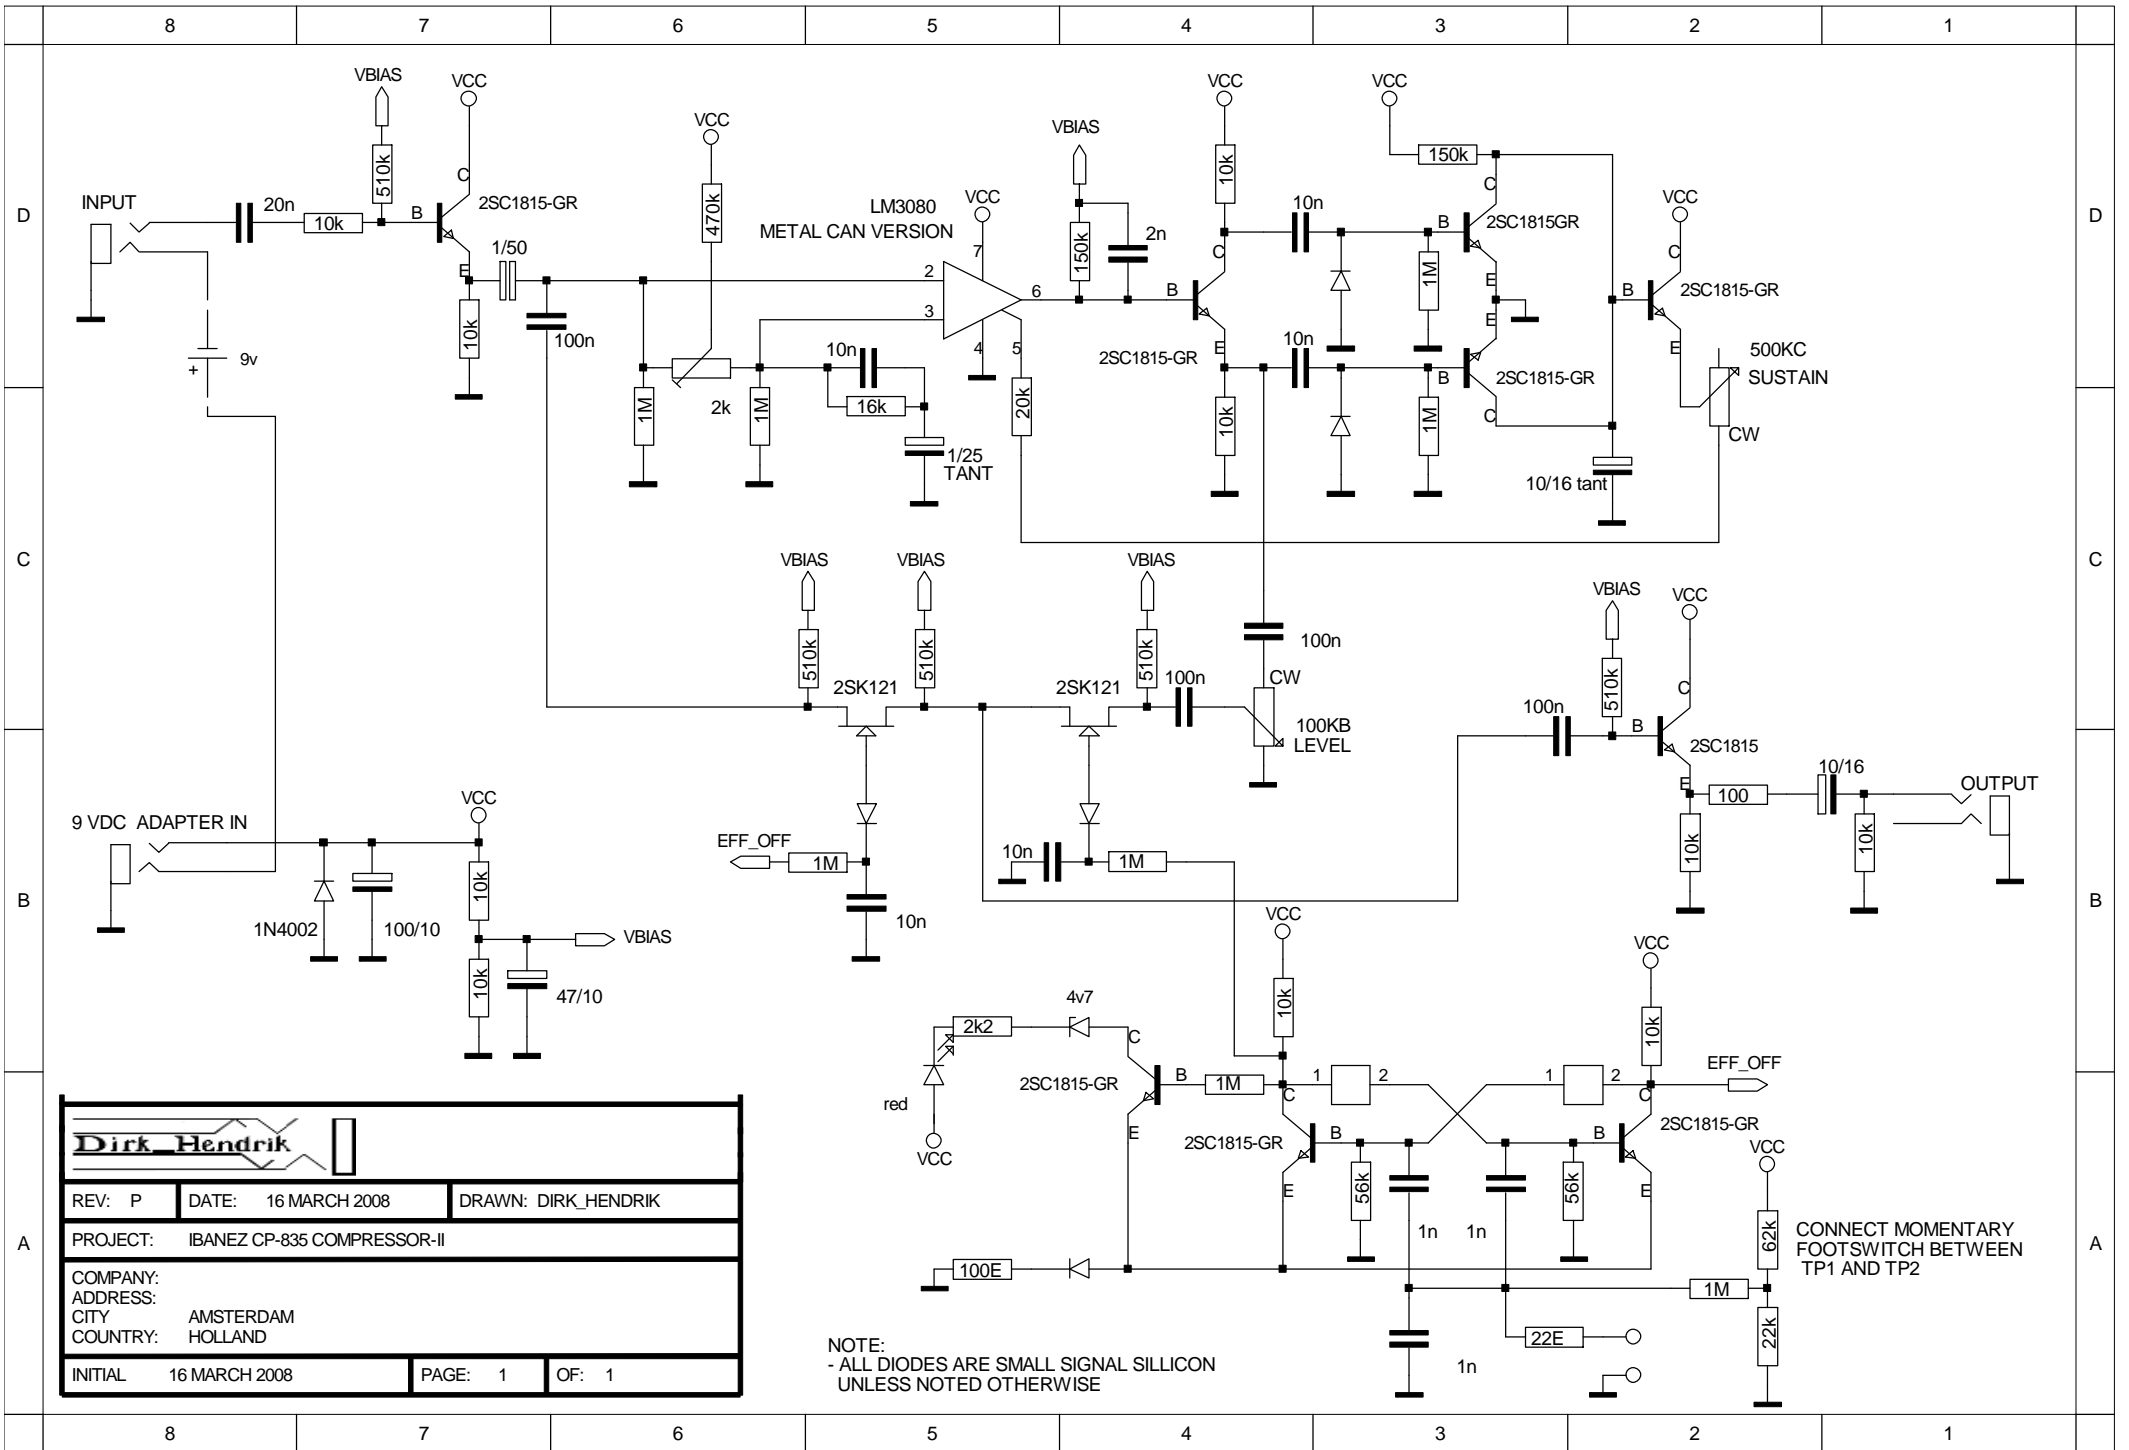 8 7 6 5 4 3 2 1
VBIAS
VCC
VCC
VBIAS
VCC
VCC
D
INPUT
20n
10k
510k
B
C
E
2SC1815-GR
1/50
10k
100n
470k
LM3080
METAL CAN VERSION
VCC
7
2
3
6
4
5
150k
2n
10k
B
C
E
2SC1815-GR
10n
10n
150k
C
B
2SC1815GR
E
1M
E
B
2SC1815-GR
C
VCC
C
B
2SC1815-GR
E
500KC
SUSTAIN
CW
D
9v
+
1M
2k
1M
10n
16k
1/25
TANT
20k
10k
1M
10/16 tant
C
VBIAS
VBIAS
VBIAS
VBIAS
VCC
C
510k
2SK121
510k
2SK121
510k
100n
100n
CW
100KB
LEVEL
100n
510k
B
C
2SC1815
E
100
10/16
OUTPUT
10k
10k
B
9 VDC ADAPTER IN
VCC
10k
1N4002
100/10
10k
VBIAS
47/10
EFF_OFF
1M
10n
10n
1M
B
VCC
VCC
10k
10k
4v7
2k2
C
red
VCC
2SC1815-GR
B
1M
E
C
1
2
1
2
EFF_OFF
C
2SC1815-GR
B
E
56k
1n
1n
56k
B
2SC1815-GR
E
VCC
62k
A
100E
1M
22k
22E
1n
CONNECT MOMENTARY
FOOTSWITCH BETWEEN
TP1 AND TP2
A
Dirk_Hendrik
REV: P DATE: 16 MARCH 2008 DRAWN: DIRK_HENDRIK
PROJECT: IBANEZ CP-835 COMPRESSOR-II
COMPANY:
ADDRESS:
CITY AMSTERDAM
COUNTRY: HOLLAND
INITIAL 16 MARCH 2008 PAGE: 1 OF: 1
NOTE:
- ALL DIODES ARE SMALL SIGNAL SILLICON
UNLESS NOTED OTHERWISE
8 7 6 5 4 3 2 1